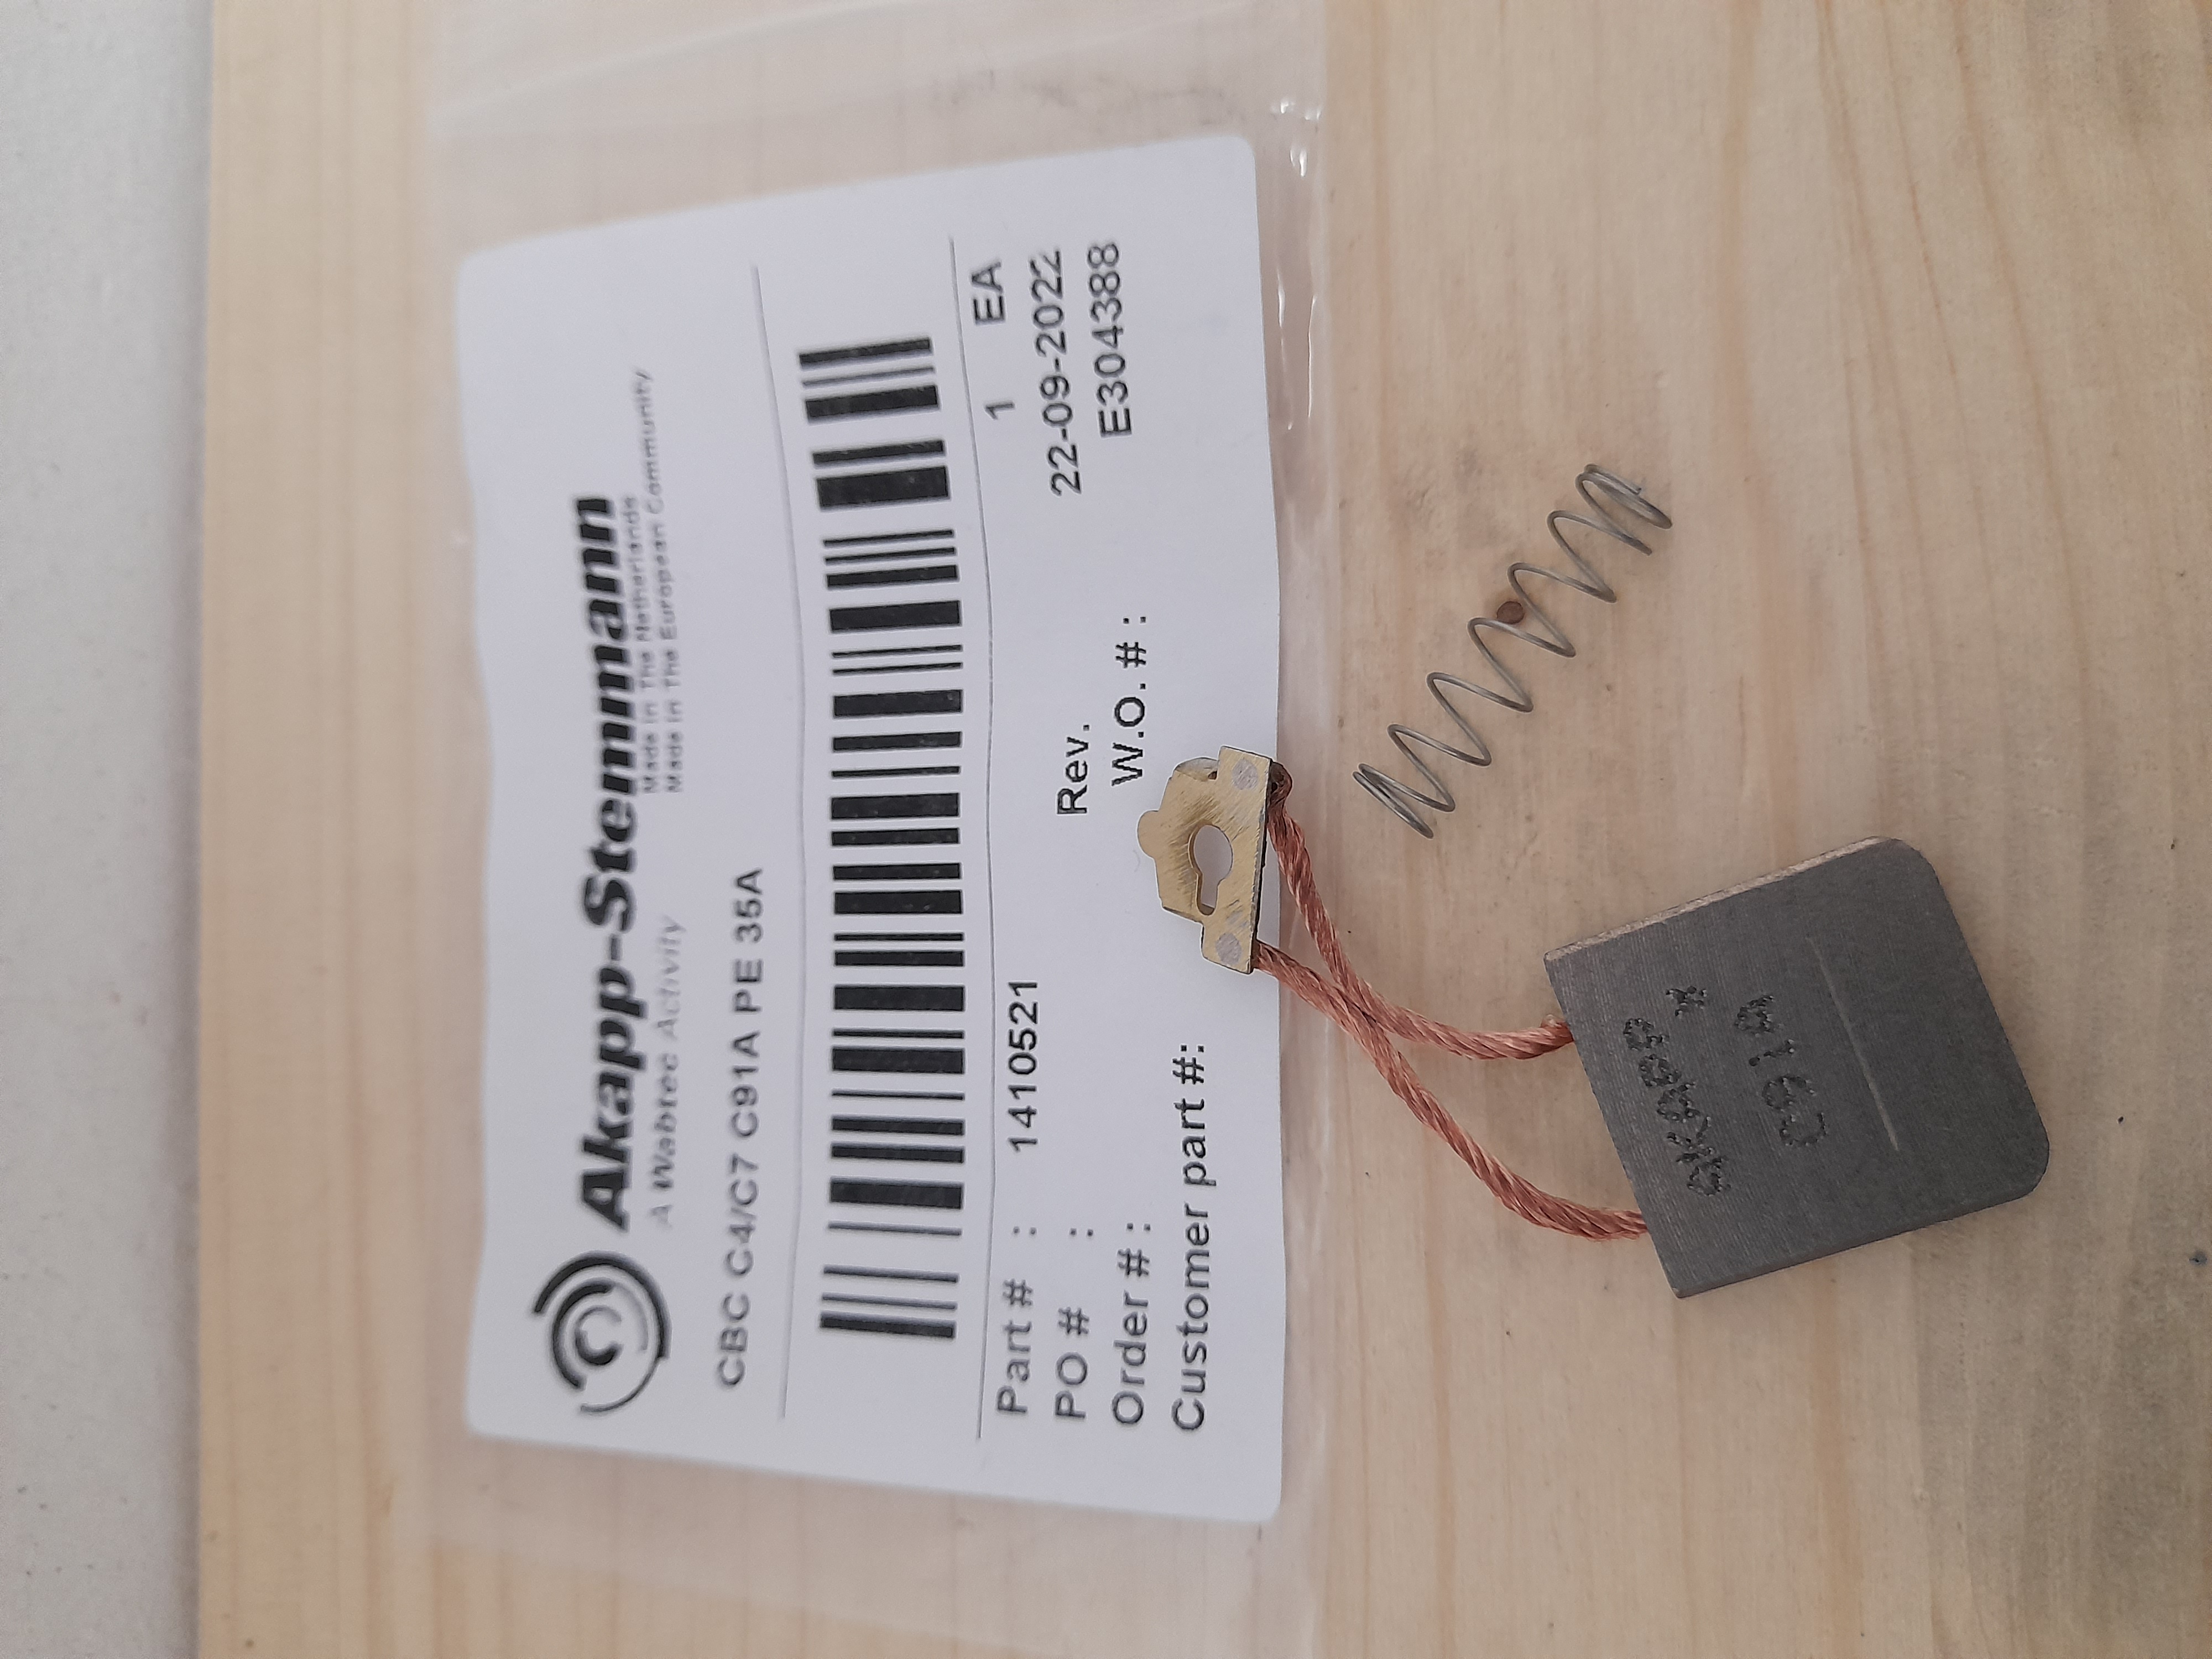 Akapp-Stemmann
A Wabtec Activity
Made in The Netherlands
Made in The European Community
CBC C4/C7 C91A PE 35A
Part # : 1410521 1 EA
PO # : Rev. 22-09-2022
Order # : W.O. # : E304388
Customer part #:
AKAPP
C91A